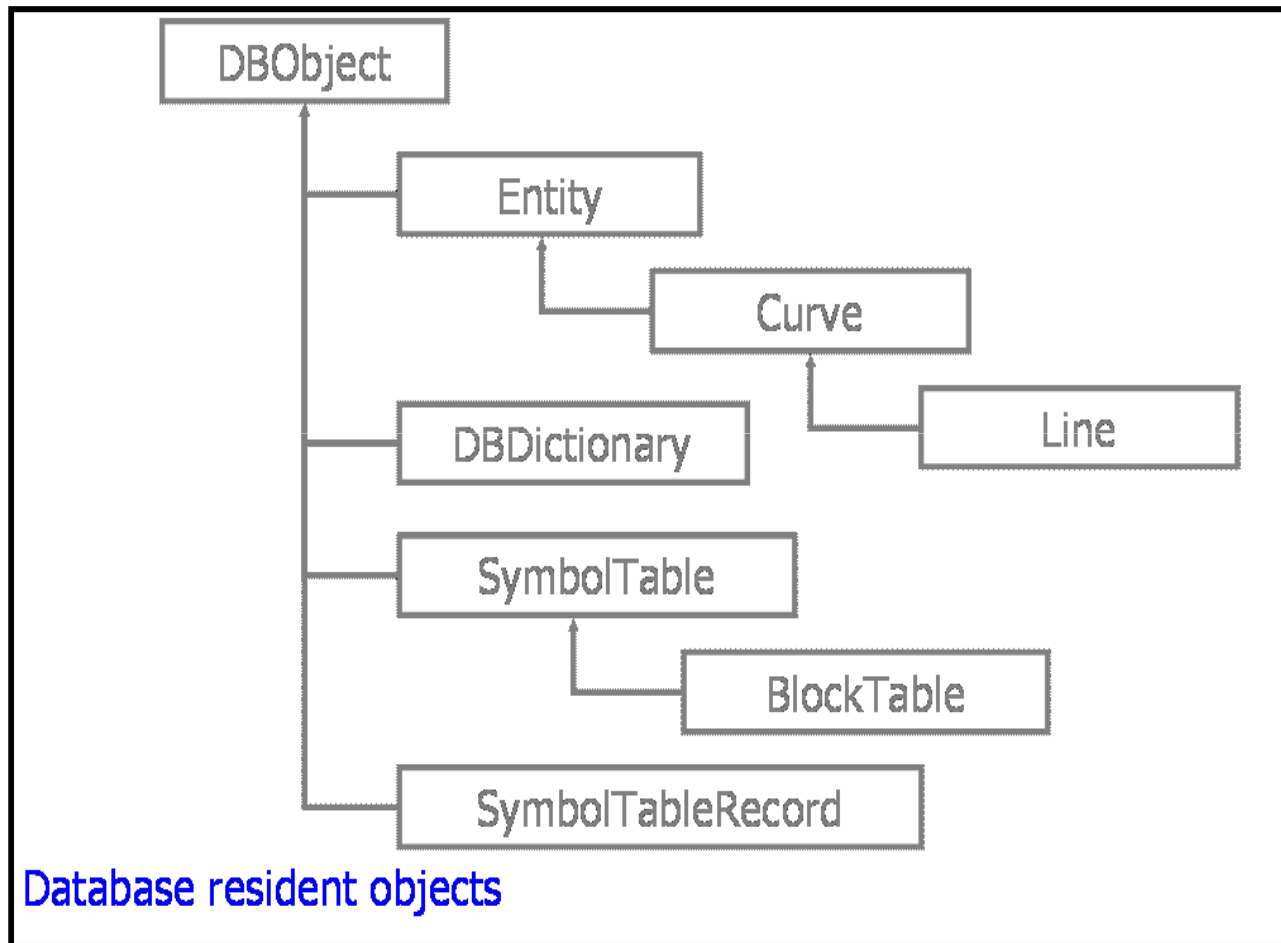 DBObject
Entity
Curve
Line
DBDictionary
SymbolTable
BlockTable
SymbolTableRecord
Database resident objects